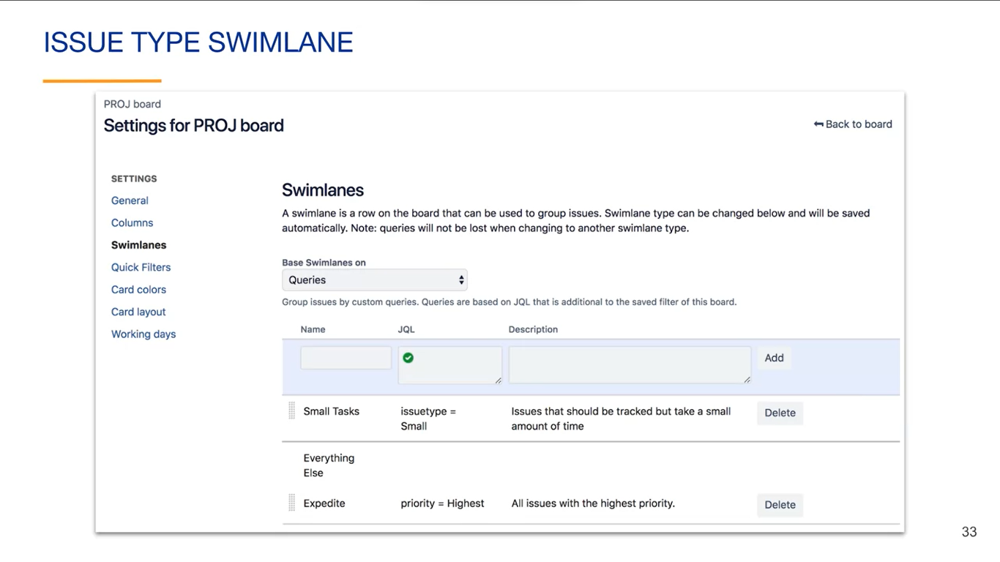 ISSUE TYPE SWIMLANE
PROJ board
Settings for PROJ board
Back to board
SETTINGS
General
Columns
Swimlanes
Quick Filters
Card colors
Card layout
Working days
Swimlanes
A swimlane is a row on the board that can be used to group issues. Swimlane type can be changed below and will be saved
automatically. Note: queries will not be lost when changing to another swimlane type.
Base Swimlanes on
Queries
Group issues by custom queries. Queries are based on JQL that is additional to the saved filter of this board.
Name JQL Description
Add
Small Tasks issuetype = Issues that should be tracked but take a small Delete
Small amount of time
Everything
Else
Expedite priority = Highest All issues with the highest priority. Delete
33